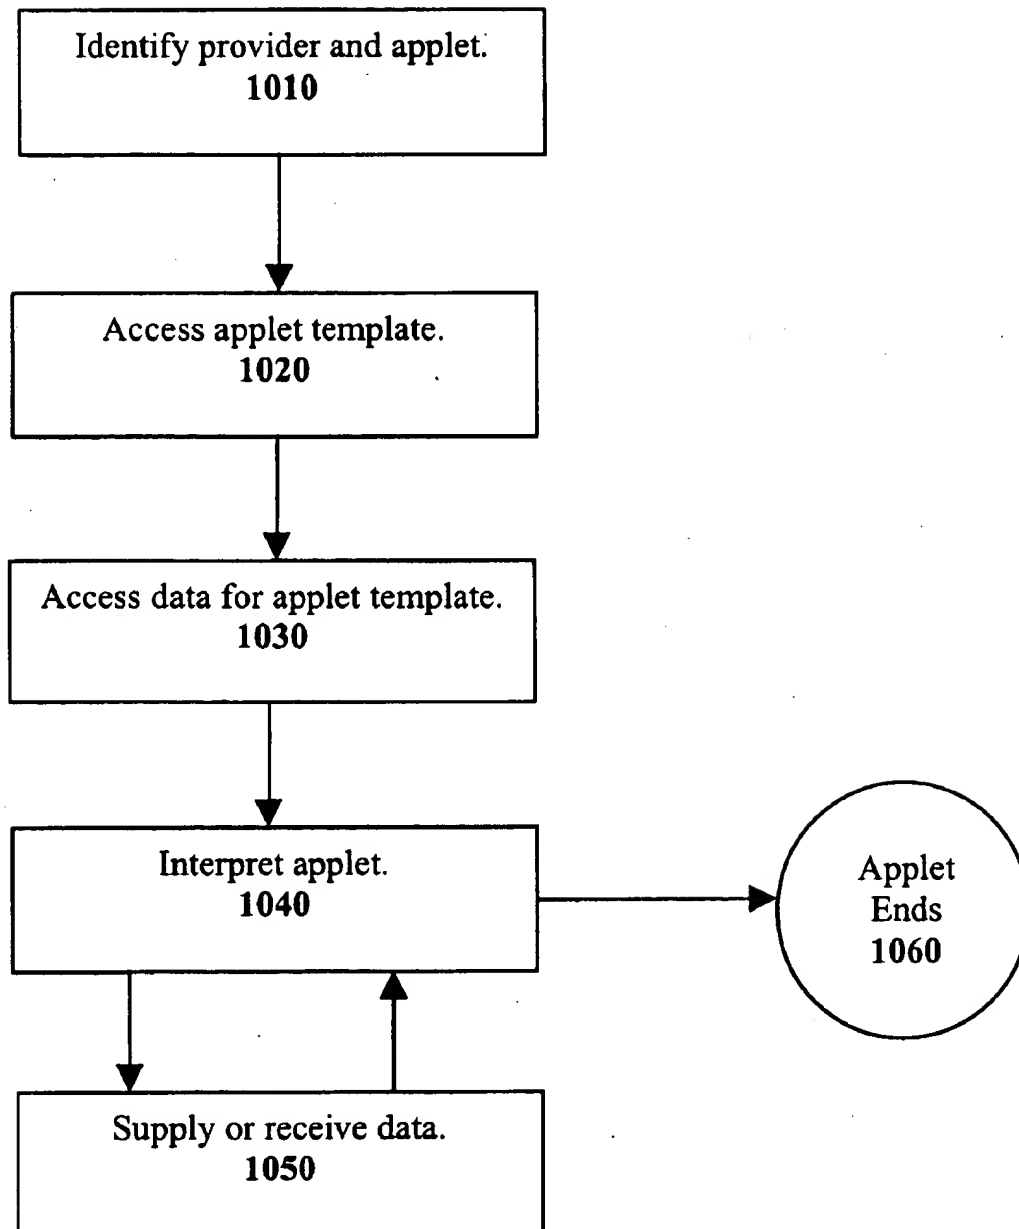 Identify provider and applet.
1010
Access applet template.
1020
Access data for applet template.
1030
Interpret applet.
1040
Applet
Ends
1060
Supply or receive data.
1050